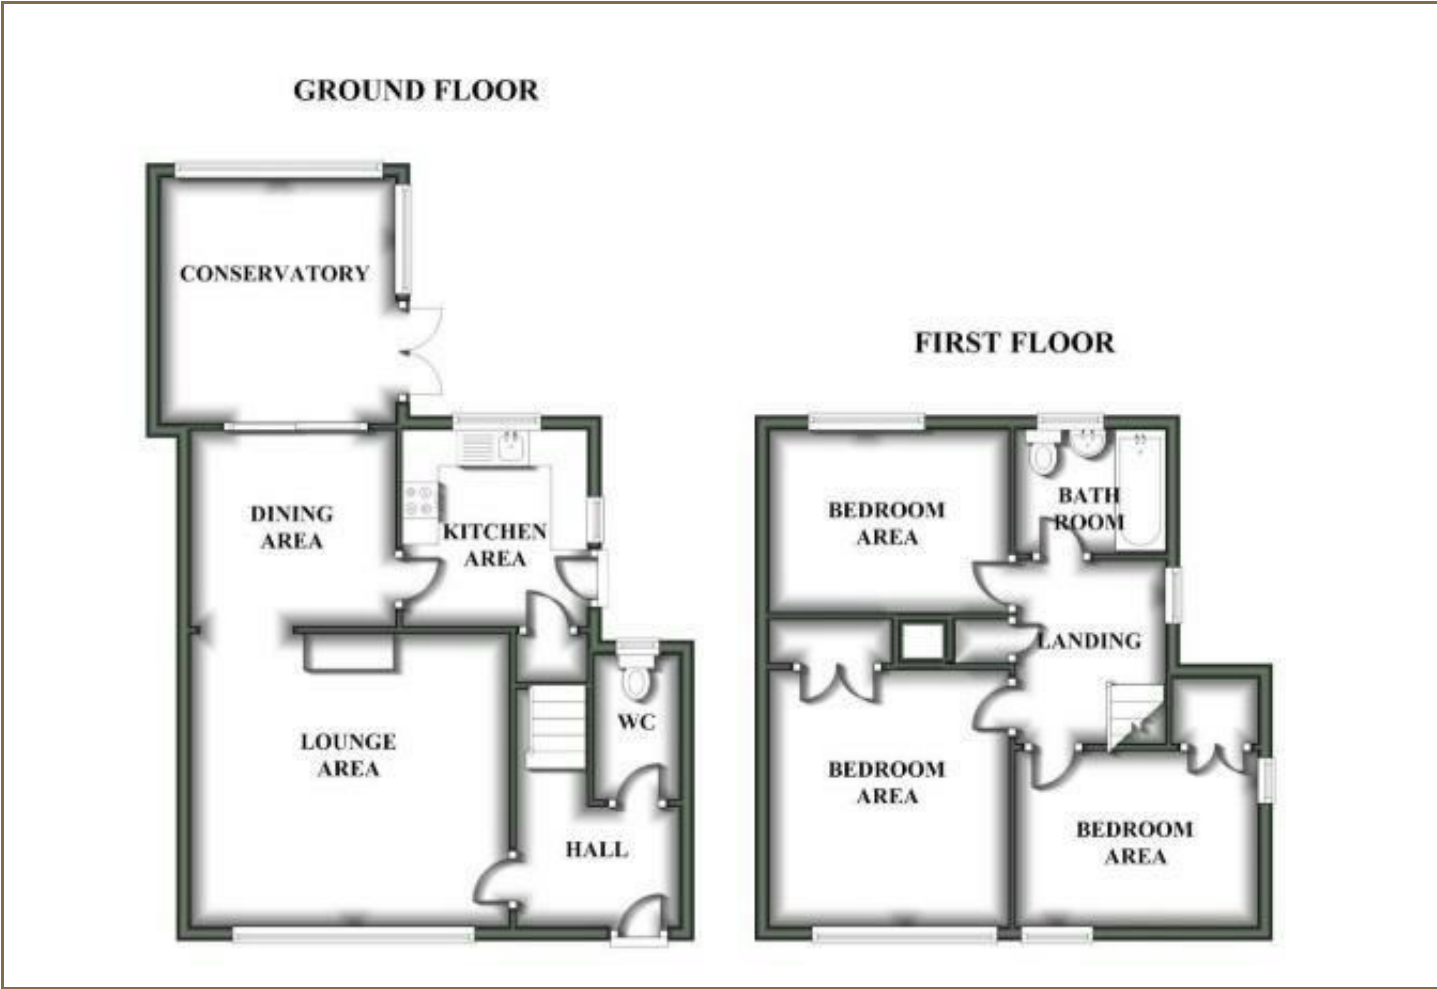 GROUND FLOOR
CONSERVATORY
DINING
AREA
KITCHEN
AREA
LOUNGE
AREA
WC
HALL
FIRST FLOOR
BEDROOM
AREA
BATH
ROOM
LANDING
BEDROOM
AREA
BEDROOM
AREA